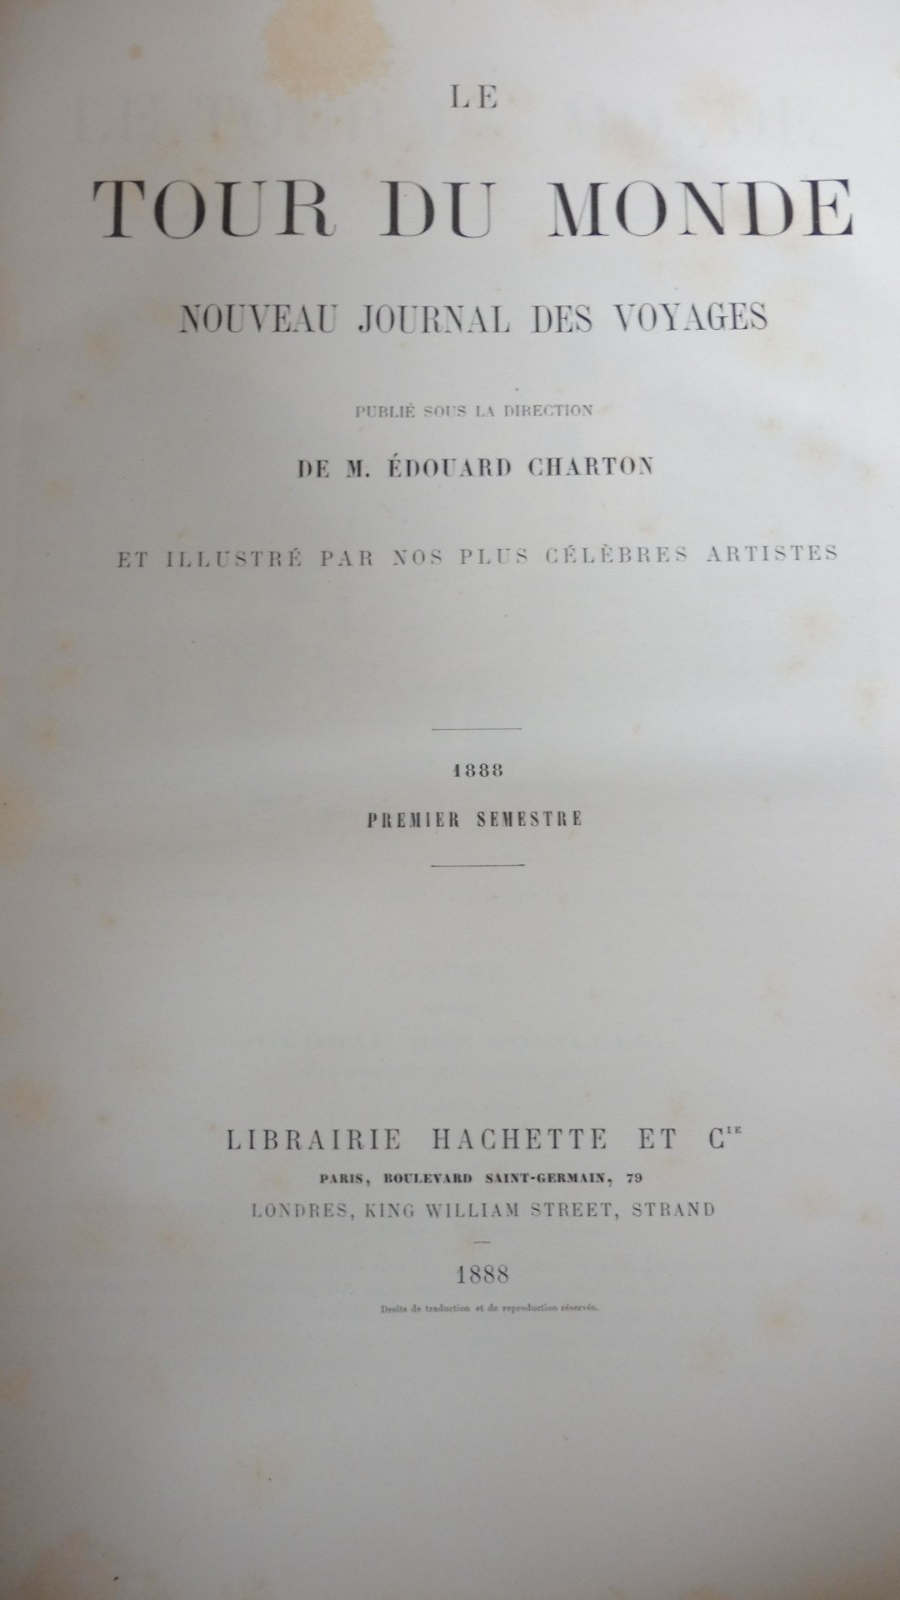 LE
TOUR DU MONDE
NOUVEAU JOURNAL DES VOYAGES
PUBLIÉ SOUS LA DIRECTION
DE M. ÉDOUARD CHARTON
ET ILLUSTRÉ PAR NOS PLUS CÉLÈBRES ARTISTES
1888
PREMIER SEMESTRE
LIBRAIRIE HACHETTE ET CIE
PARIS, BOULEVARD SAINT-GERMAIN, 79
LONDRES, KING WILLIAM STREET, STRAND
1888
Droits de traduction et de reproduction réservés.